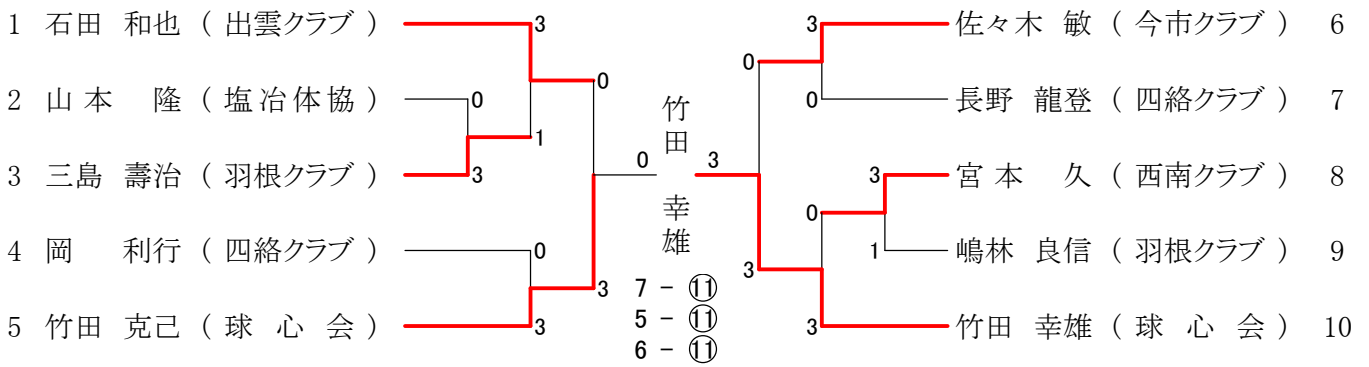 1 石田 和也 ( 出雲クラブ )
2 山本 隆 ( 塩冶体協 )
3 三島 壽治 ( 羽根クラブ )
4 岡 利行 ( 四絡クラブ )
5 竹田 克己 ( 球心会 )
3
0
0
1
3
0
0
3
3
竹田 幸雄
7 - ⑪
5 - ⑪
6 - ⑪
3
3
0
0
3
0
1
3
3
佐々木 敏 ( 今市クラブ ) 6
長野 龍登 ( 四絡クラブ ) 7
宮本 久 ( 西南クラブ ) 8
嶋林 良信 ( 羽根クラブ ) 9
竹田 幸雄 ( 球心会 ) 10